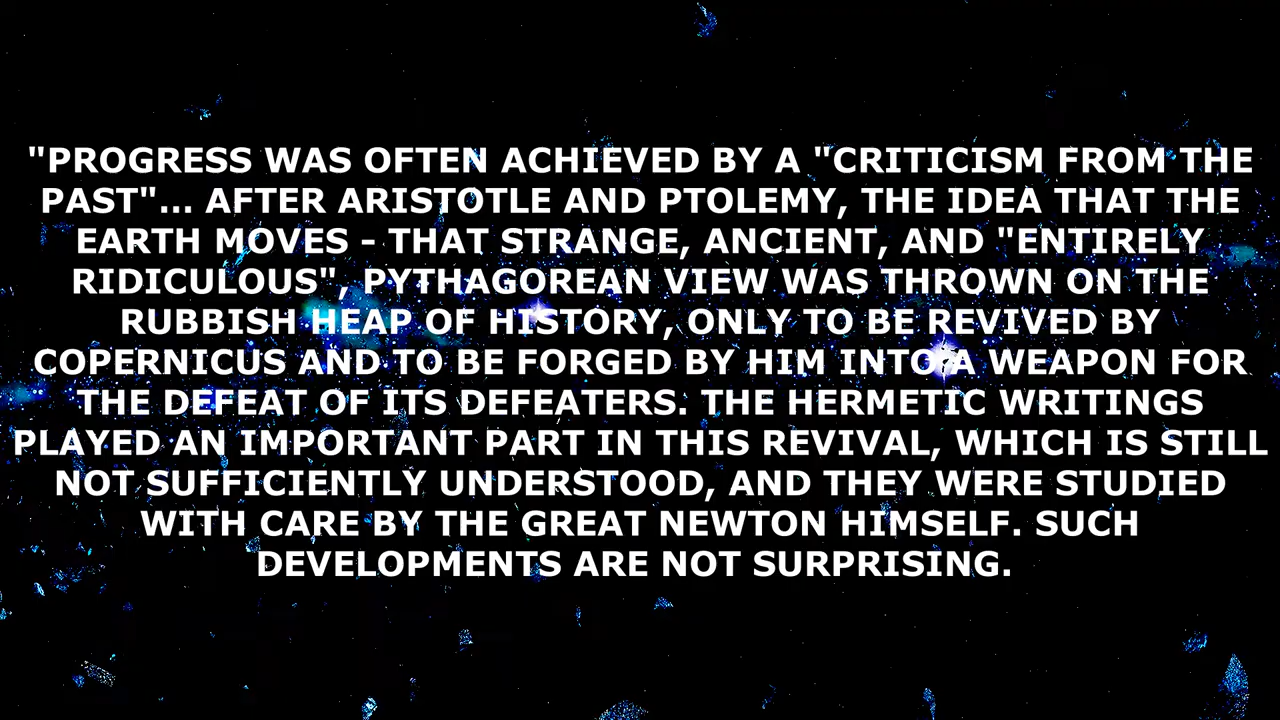 "PROGRESS WAS OFTEN ACHIEVED BY A "CRITICISM FROM THE
PAST"... AFTER ARISTOTLE AND PTOLEMY, THE IDEA THAT THE
EARTH MOVES - THAT STRANGE, ANCIENT, AND "ENTIRELY
RIDICULOUS", PYTHAGOREAN VIEW WAS THROWN ON THE
RUBBISH HEAP OF HISTORY, ONLY TO BE REVIVED BY
COPERNICUS AND TO BE FORGED BY HIM INTO A WEAPON FOR
THE DEFEAT OF ITS DEFEATERS. THE HERMETIC WRITINGS
PLAYED AN IMPORTANT PART IN THIS REVIVAL, WHICH IS STILL
NOT SUFFICIENTLY UNDERSTOOD, AND THEY WERE STUDIED
WITH CARE BY THE GREAT NEWTON HIMSELF. SUCH
DEVELOPMENTS ARE NOT SURPRISING.